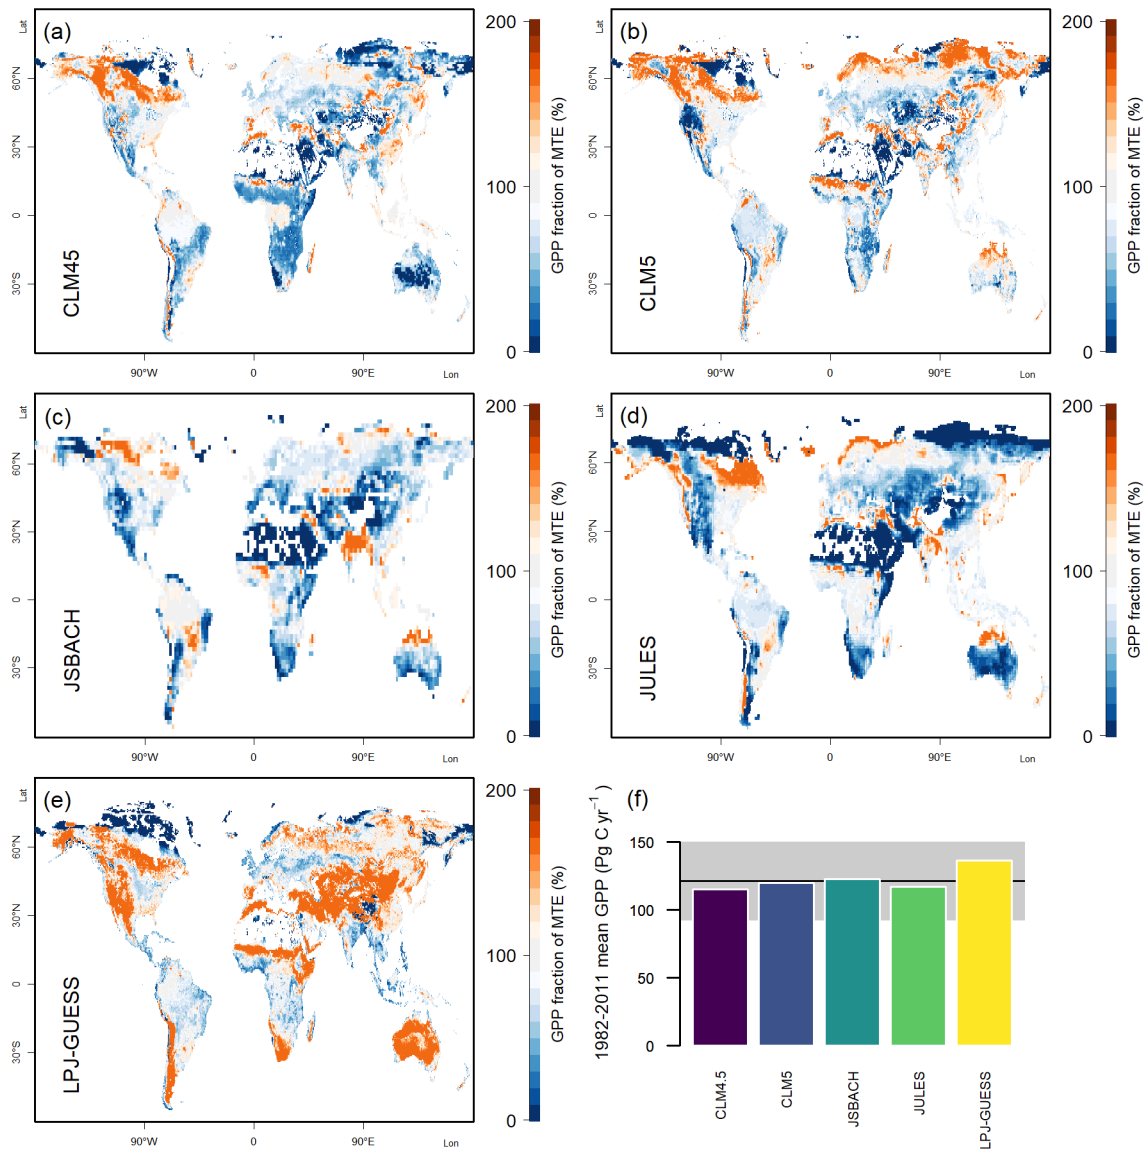 (a)
Lat
60°N
30°N
0
30°S
CLM45
90°W
0
90°E
Lon
200
100
0
GPP fraction of MTE (%)
(b)
Lat
60°N
30°N
0
30°S
CLM5
90°W
0
90°E
Lon
200
100
0
GPP fraction of MTE (%)
(c)
Lat
60°N
30°N
0
30°S
JSBACH
90°W
0
90°E
Lon
200
100
0
GPP fraction of MTE (%)
(d)
Lat
60°N
30°N
0
30°S
JULES
90°W
0
90°E
Lon
200
100
0
GPP fraction of MTE (%)
(e)
Lat
60°N
30°N
0
30°S
LPJ-GUESS
90°W
0
90°E
Lon
200
100
0
GPP fraction of MTE (%)
(f)
1982-2011 mean GPP (Pg C yr⁻¹ )
150
100
50
0
CLM4.5
CLM5
JSBACH
JULES
LPJ-GUESS